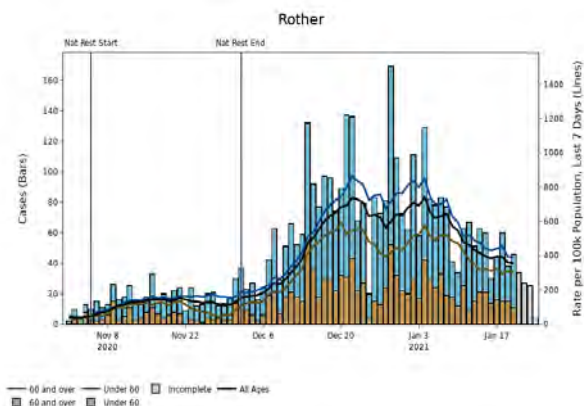 Rother
Nat Rest Start
Nat Rest End
Cases (Bars)
160
140
120
100
80
60
40
20
0
1400
1200
1000
800
600
400
200
0
Rate per 100k Population, Last 7 Days (Lines)
Nov 8
2020
Nov 22
Dec 6
Dec 20
Jan 3
2021
Jan 17
60 and over
Under 60
Incomplete
All Ages
60 and over
Under 60